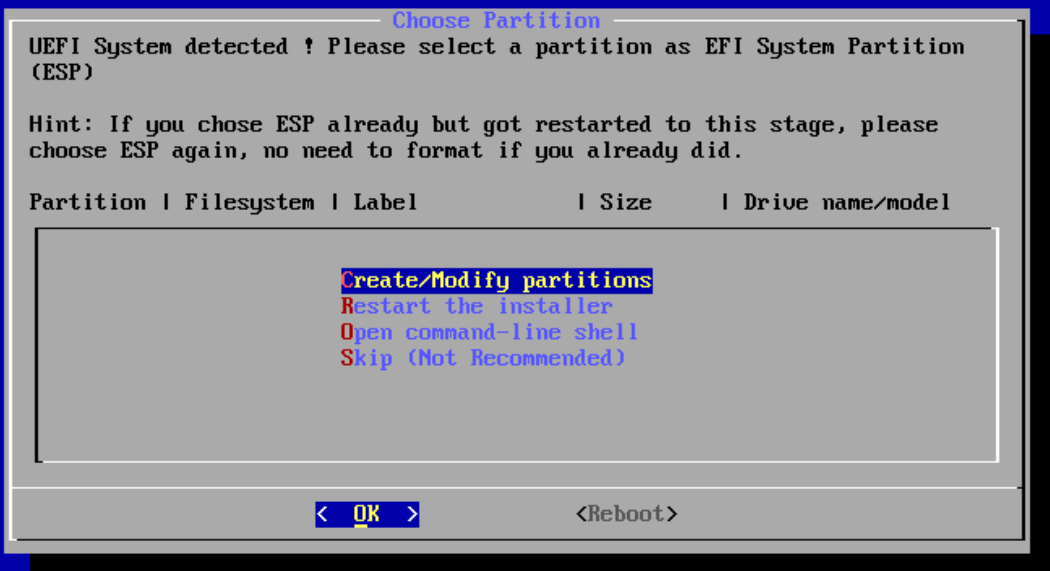 Choose Partition
UEFI System detected ! Please select a partition as EFI System Partition
(ESP)
Hint: If you chose ESP already but got restarted to this stage, please
choose ESP again, no need to format if you already did.
Partition | Filesystem | Label | Size | Drive name/model
Create/Modify partitions
Restart the installer
Open command-line shell
Skip (Not Recommended)
< OK > <Reboot>